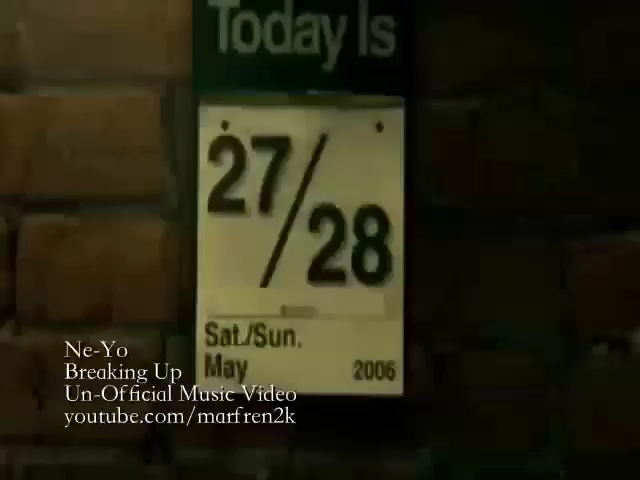 Today Is
27/28
Sat./Sun.
May 2006
Ne-Yo
Breaking Up
Un-Official Music Video
youtube.com/marfren2k